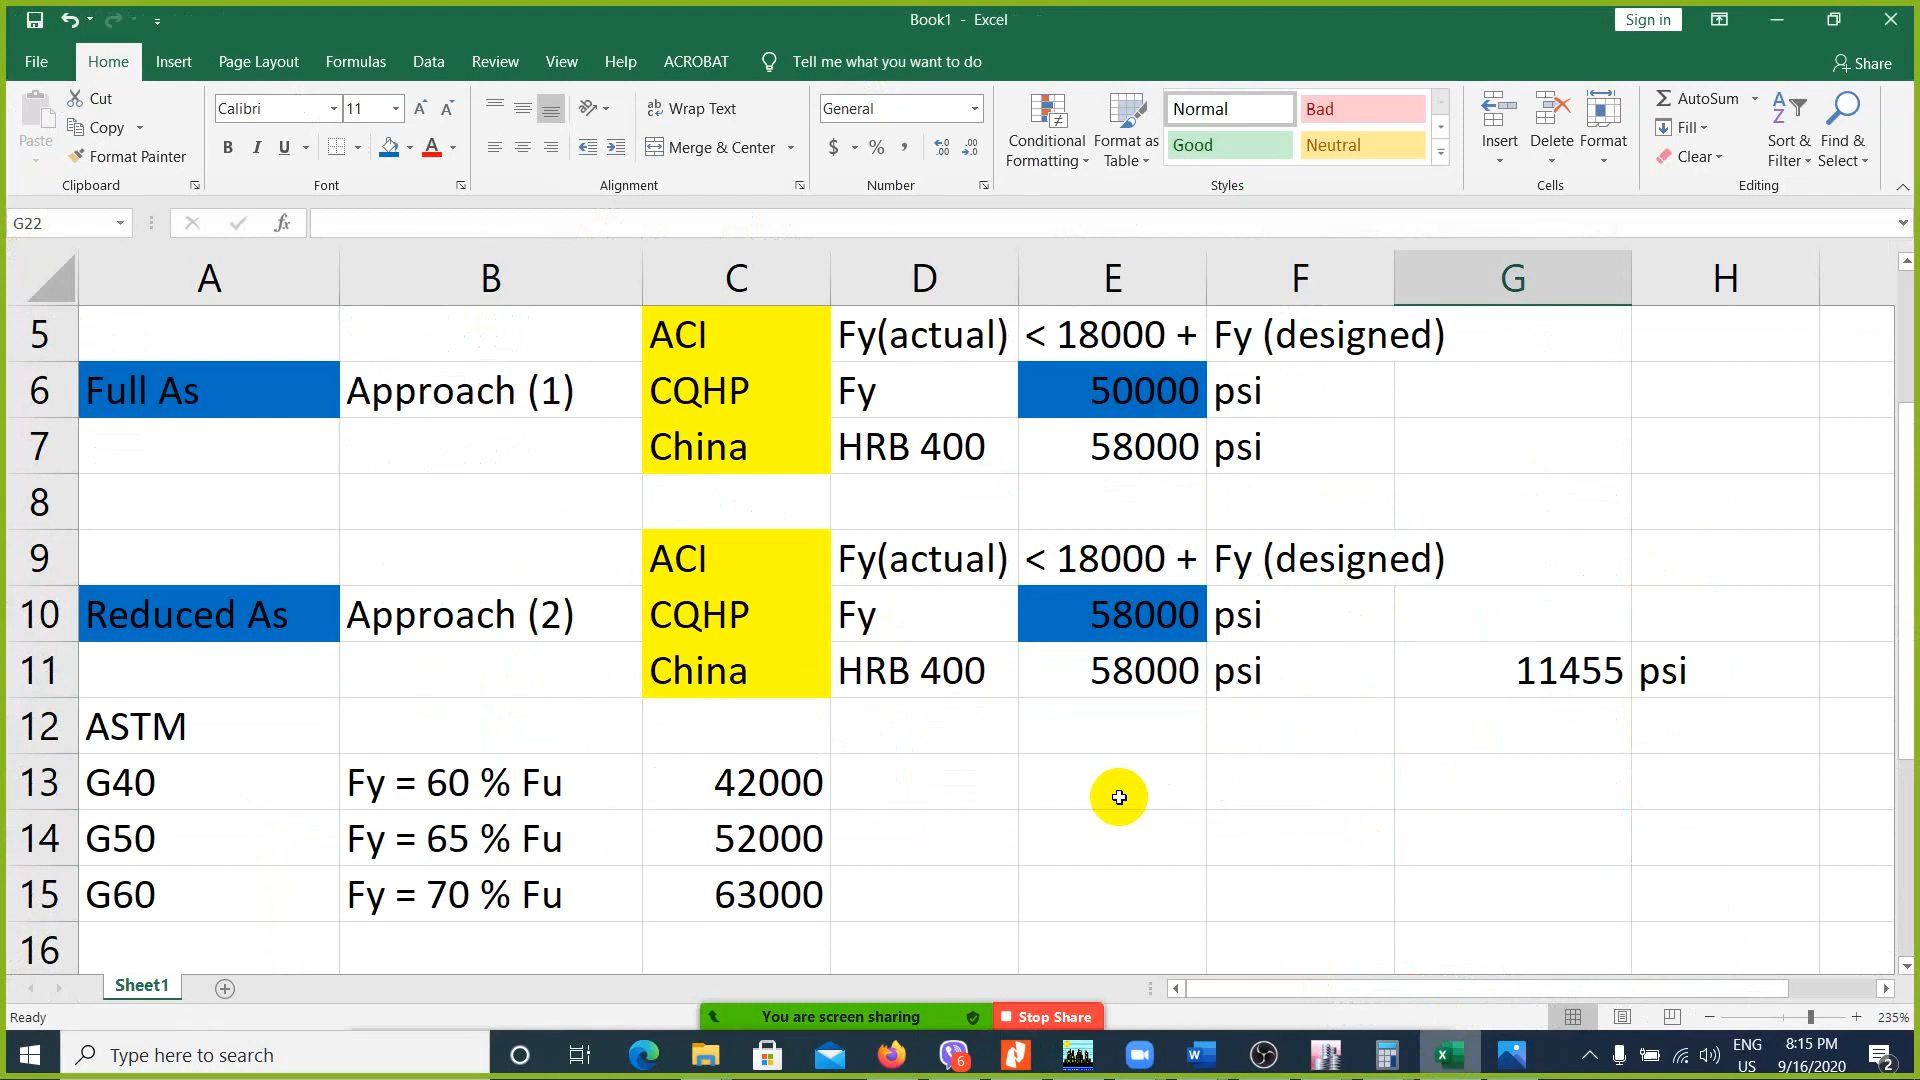 Book1 - Excel
Sign in
File Home Insert Page Layout Formulas Data Review View Help ACROBAT Tell me what you want to do Share
Paste
Cut
Copy
Format Painter
Clipboard
Calibri 11
B I U
Font
Wrap Text
Merge & Center
Alignment
General
$ % ,
Number
Conditional Formatting
Format as Table
Normal Bad
Good Neutral
Styles
Insert Delete Format
Cells
AutoSum
Fill
Clear
Sort & Filter
Find & Select
Editing
G22
fx
A B C D E F G H
5 ACI Fy(actual) < 18000 + Fy (designed)
6 Full As Approach (1) CQHP Fy 50000 psi
7 China HRB 400 58000 psi
8
9 ACI Fy(actual) < 18000 + Fy (designed)
10 Reduced As Approach (2) CQHP Fy 58000 psi
11 China HRB 400 58000 psi 11455 psi
12 ASTM
13 G40 Fy = 60 % Fu 42000
14 G50 Fy = 65 % Fu 52000
15 G60 Fy = 70 % Fu 63000
16
Sheet1
Ready
You are screen sharing Stop Share
235%
Type here to search
6
ENG
US
8:15 PM
9/16/2020
2